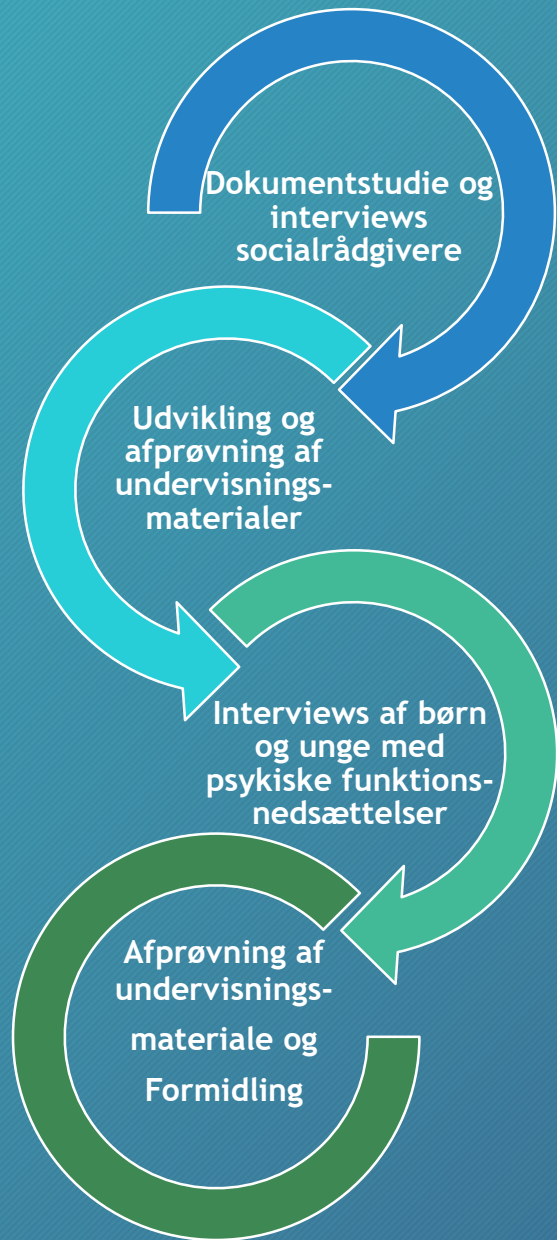 Dokumentstudie og
interviews
socialrådgivere
Udvikling og
afprøvning af
undervisnings-
materialer
Interviews af børn
og unge med
psykiske funktions-
nedsættelser
Afprøvning af
undervisnings-
materiale og
Formidling